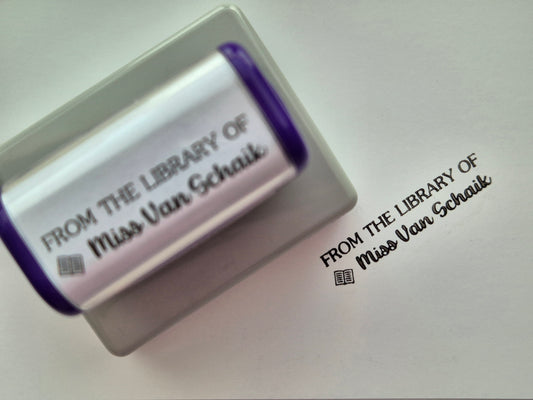 FROM THE LIBRARY OF
Miss Van Schaik
FROM THE LIBRARY OF
Miss Van Schaik